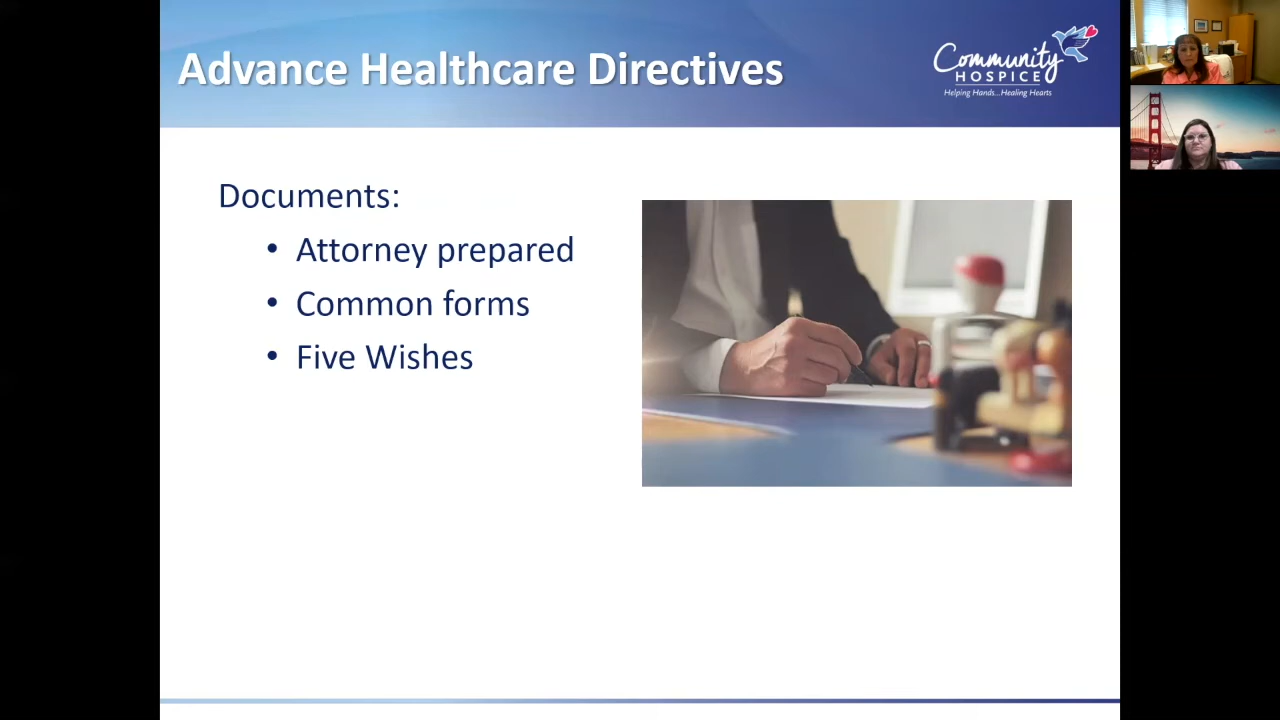 Advance Healthcare Directives
Community
HOSPICE
Helping Hands...Healing Hearts
Documents:
• Attorney prepared
• Common forms
• Five Wishes